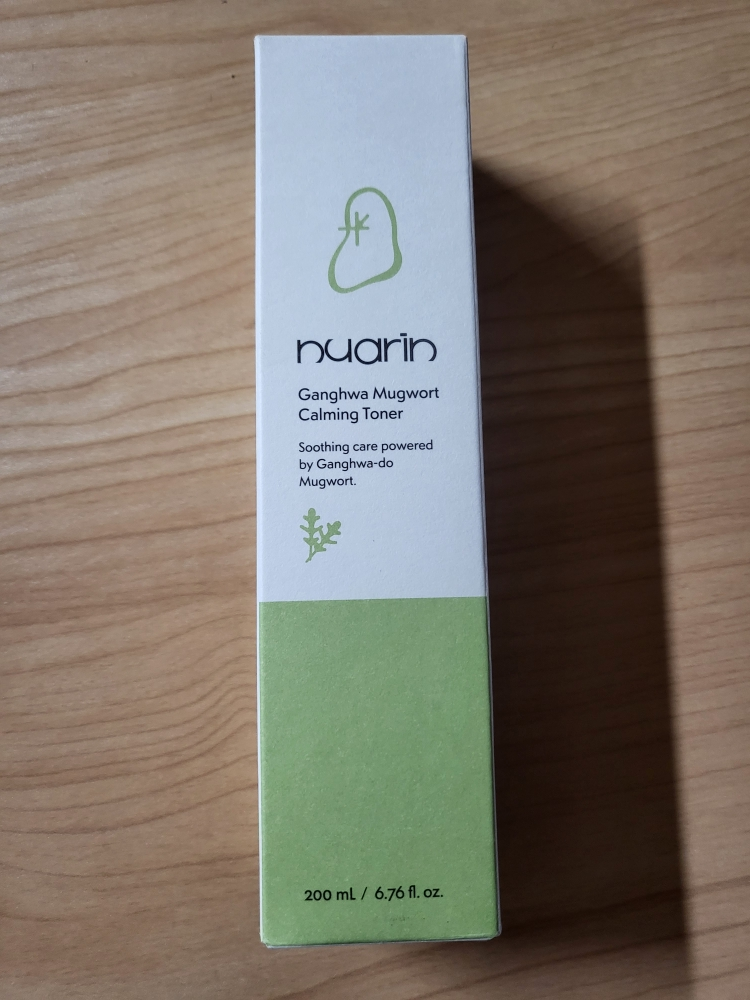 nuarin
Ganghwa Mugwort
Calming Toner
Soothing care powered
by Ganghwa-do
Mugwort.
200 mL / 6.76 fl. oz.